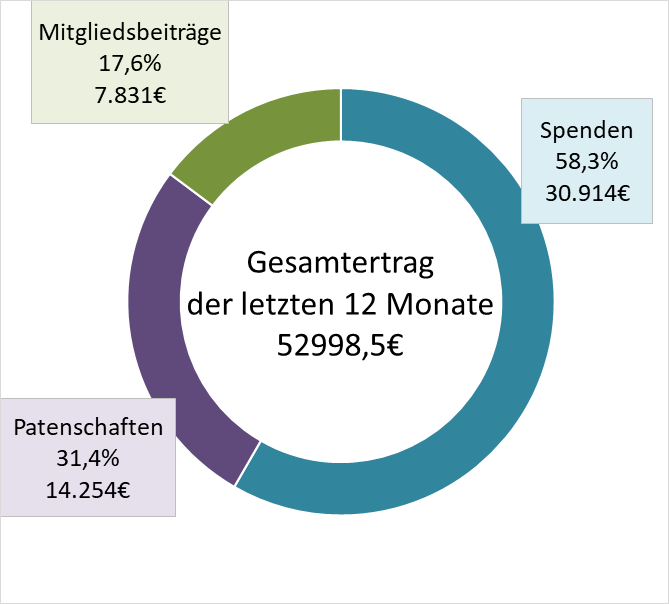 Mitgliedsbeiträge
17,6%
7.831€
Spenden
58,3%
30.914€
Gesamtertrag
der letzten 12 Monate
52998,5€
Patenschaften
31,4%
14.254€